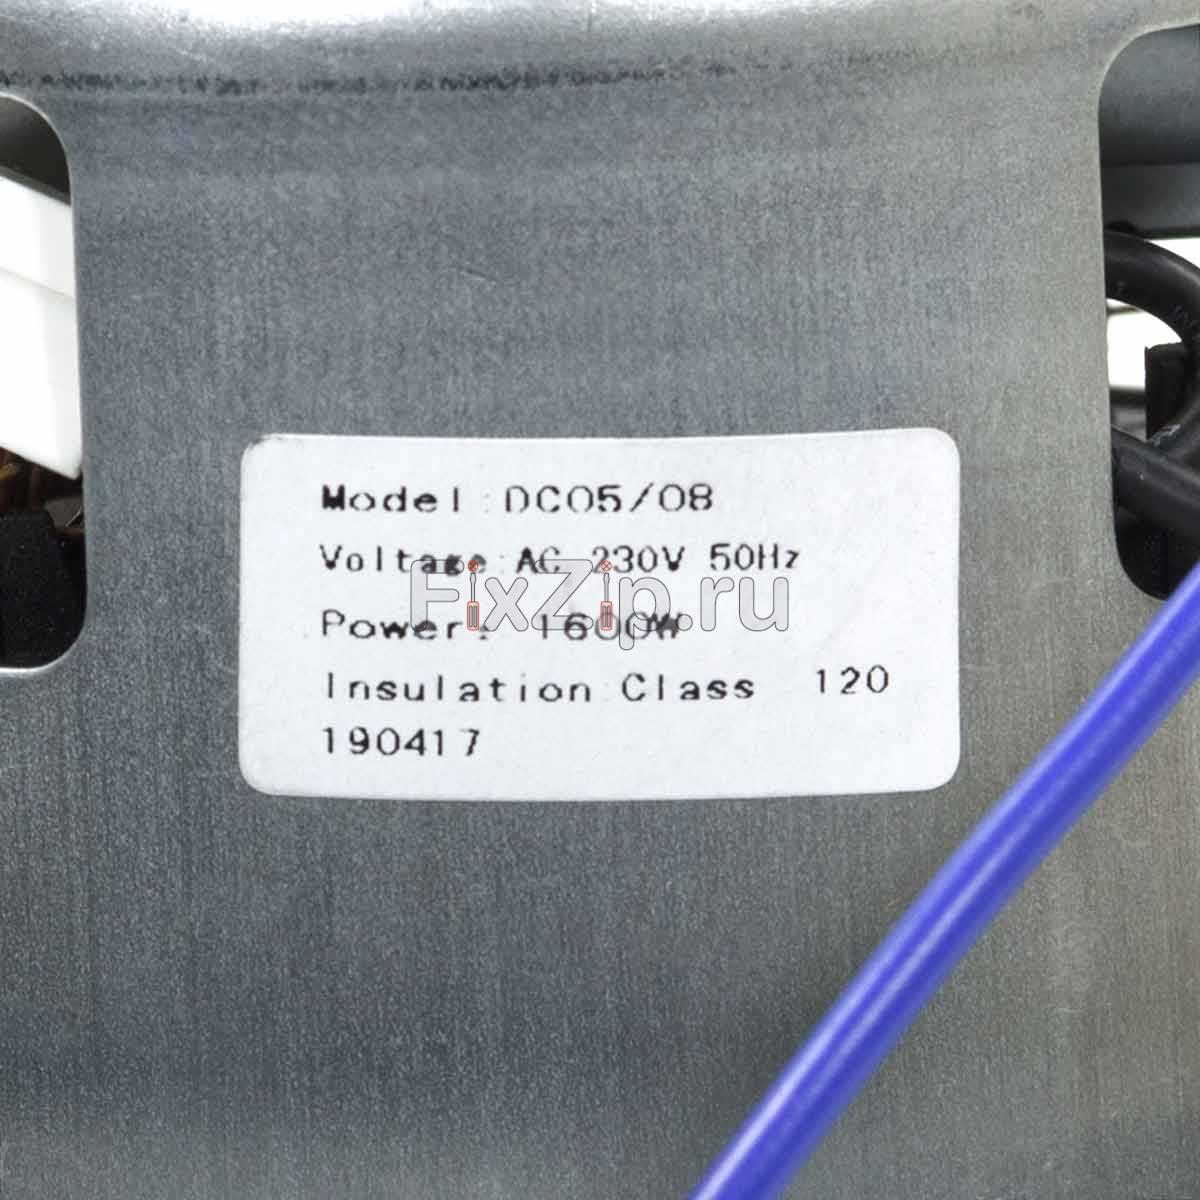 Model:DC05/08
Voltage:AC 230V 50Hz
FixZip.ru
Power: 1600W
Insulation Class 120
190417